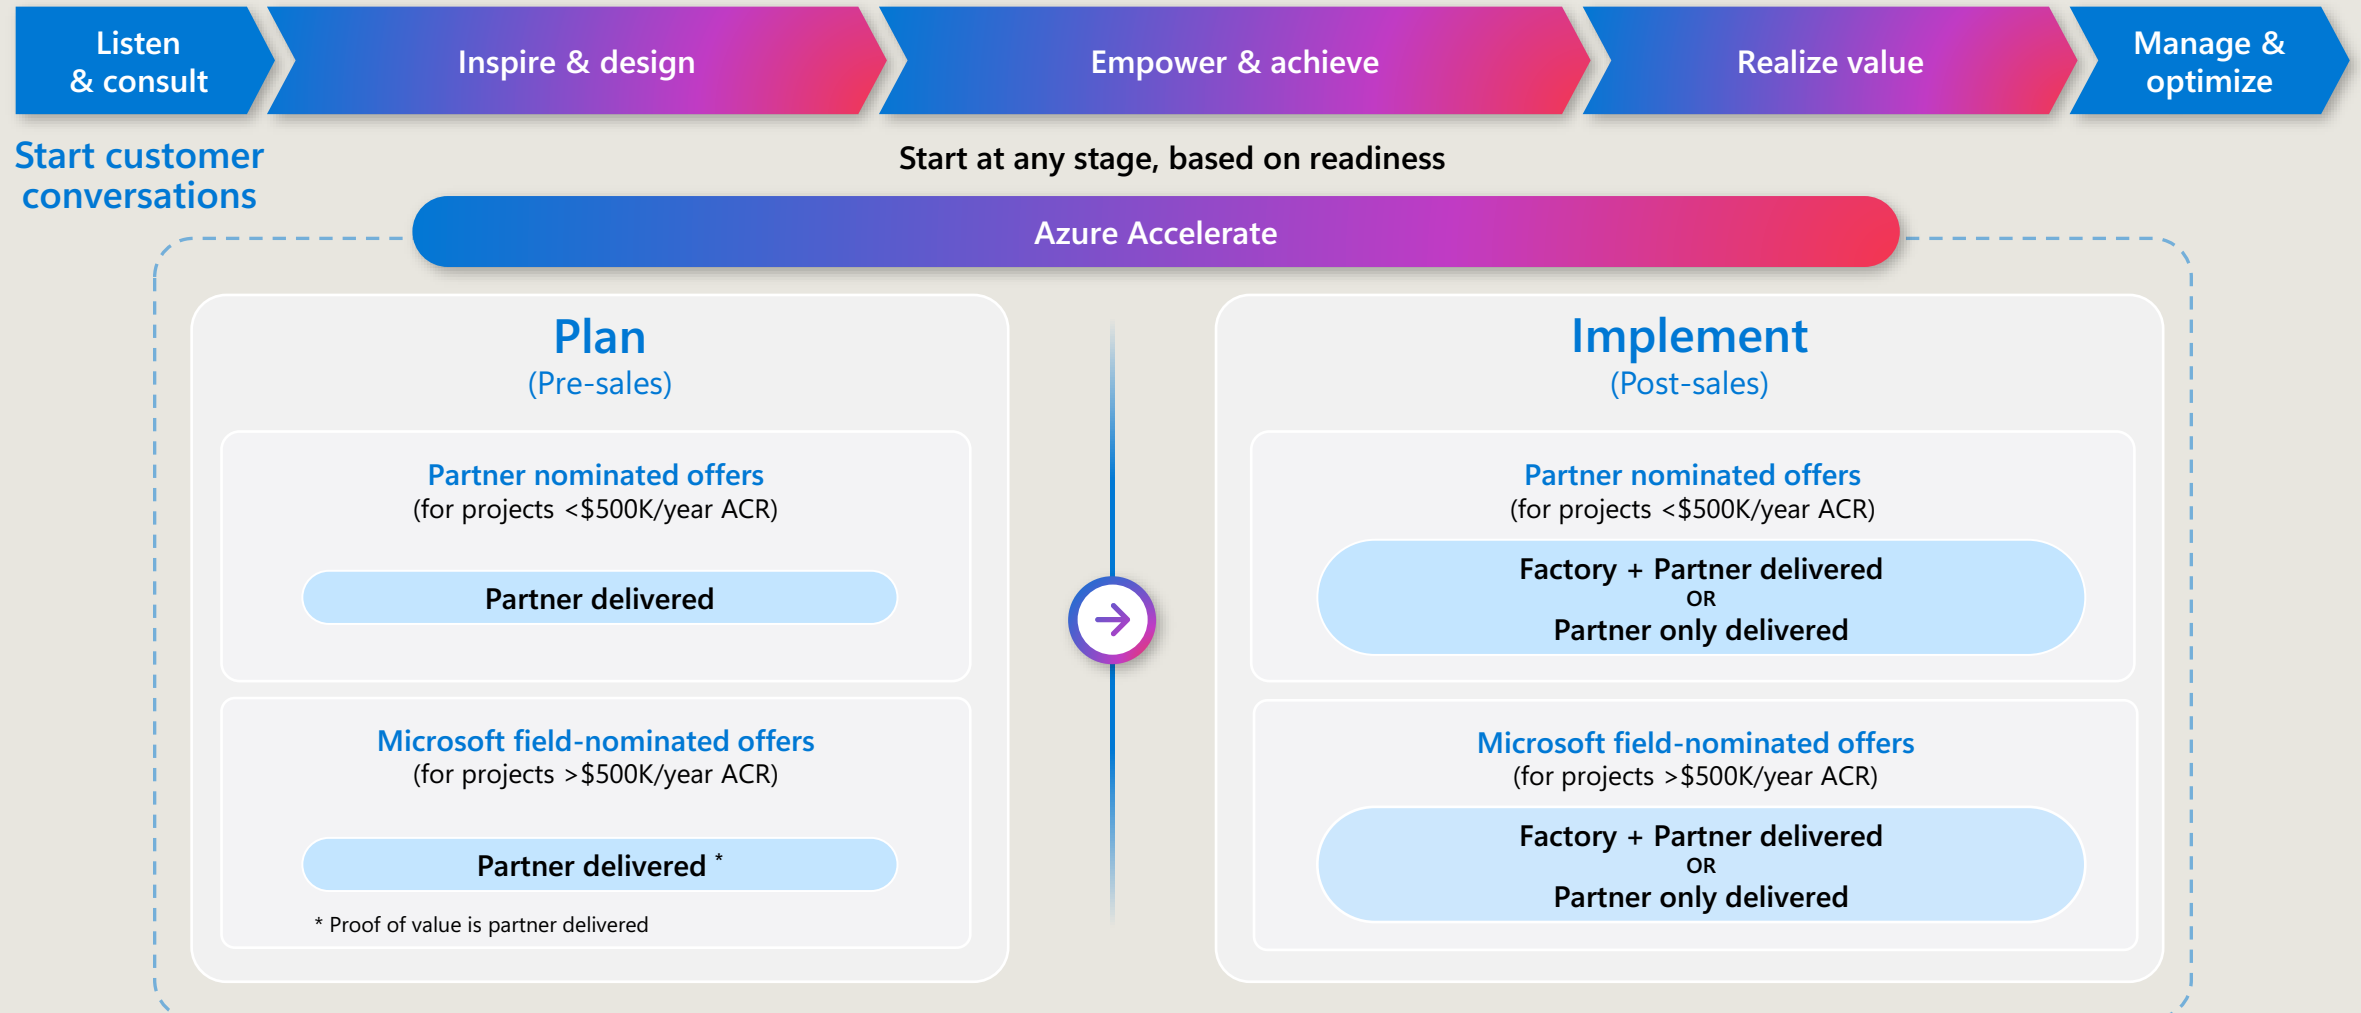 Listen
& consult
Inspire & design
Empower & achieve
Realize value
Manage &
optimize
Start customer
conversations
Start at any stage, based on readiness
Azure Accelerate
Plan
(Pre-sales)
Partner nominated offers
(for projects <$500K/year ACR)
Partner delivered
Microsoft field-nominated offers
(for projects >$500K/year ACR)
Partner delivered *
* Proof of value is partner delivered
Implement
(Post-sales)
Partner nominated offers
(for projects <$500K/year ACR)
Factory + Partner delivered
OR
Partner only delivered
Microsoft field-nominated offers
(for projects >$500K/year ACR)
Factory + Partner delivered
OR
Partner only delivered